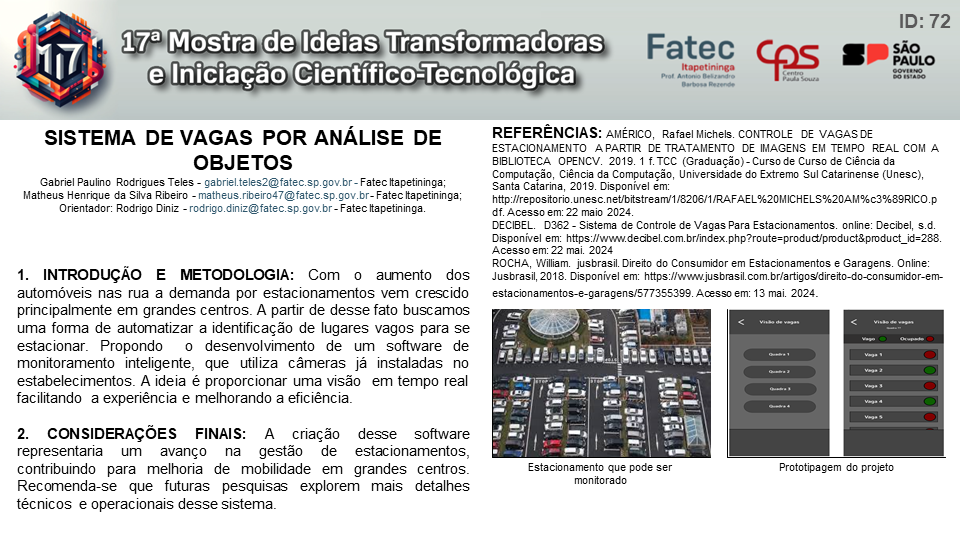 ID: 72
M17
17ª Mostra de Ideias Transformadoras
e Iniciação Científico-Tecnológica
Fatec
Itapetininga
Prof. Antonio Belizandro
Barbosa Rezende
CPS
Centro
Paula Souza
SP
SÃO PAULO
GOVERNO
DO ESTADO
SISTEMA DE VAGAS POR ANÁLISE DE
OBJETOS
Gabriel Paulino Rodrigues Teles - gabriel.teles2@fatec.sp.gov.br - Fatec Itapetininga;
Matheus Henrique da Silva Ribeiro - matheus.ribeiro47@fatec.sp.gov.br - Fatec Itapetininga;
Orientador: Rodrigo Diniz - rodrigo.diniz@fatec.sp.gov.br - Fatec Itapetininga.
1. INTRODUÇÃO E METODOLOGIA: Com o aumento dos
automóveis nas rua a demanda por estacionamentos vem crescido
principalmente em grandes centros. A partir de desse fato buscamos
uma forma de automatizar a identificação de lugares vagos para se
estacionar. Propondo o desenvolvimento de um software de
monitoramento inteligente, que utiliza câmeras já instaladas no
estabelecimentos. A ideia é proporcionar uma visão em tempo real
facilitando a experiência e melhorando a eficiência.
2. CONSIDERAÇÕES FINAIS: A criação desse software
representaria um avanço na gestão de estacionamentos,
contribuindo para melhoria de mobilidade em grandes centros.
Recomenda-se que futuras pesquisas explorem mais detalhes
técnicos e operacionais desse sistema.
REFERÊNCIAS: AMÉRICO, Rafael Michels. CONTROLE DE VAGAS DE
ESTACIONAMENTO A PARTIR DE TRATAMENTO DE IMAGENS EM TEMPO REAL COM A
BIBLIOTECA OPENCV. 2019. 1 f. TCC (Graduação) - Curso de Curso de Ciência da
Computação, Ciência da Computação, Universidade do Extremo Sul Catarinense (Unesc),
Santa Catarina, 2019. Disponível em:
http://repositorio.unesc.net/bitstream/1/8206/1/RAFAEL%20MICHELS%20AM%c3%89RICO.p
df. Acesso em: 22 maio 2024.
DECIBEL. D362 - Sistema de Controle de Vagas Para Estacionamentos. online: Decibel, s.d.
Disponível em: https://www.decibel.com.br/index.php?route=product/product&product_id=288.
Acesso em: 22 mai. 2024
ROCHA, William. jusbrasil. Direito do Consumidor em Estacionamentos e Garagens. Online:
Jusbrasil, 2018. Disponível em: https://www.jusbrasil.com.br/artigos/direito-do-consumidor-em-
estacionamentos-e-garagens/577355399. Acesso em: 13 mai. 2024.
Estacionamento que pode ser
monitorado
< Visão de vagas
Quadra 1
Quadra 2
Quadra 3
Quadra 4
< Visão de vagas
Vago Ocupado
Vaga 1
Vaga 2
Vaga 3
Vaga 4
Vaga 5
Prototipagem do projeto